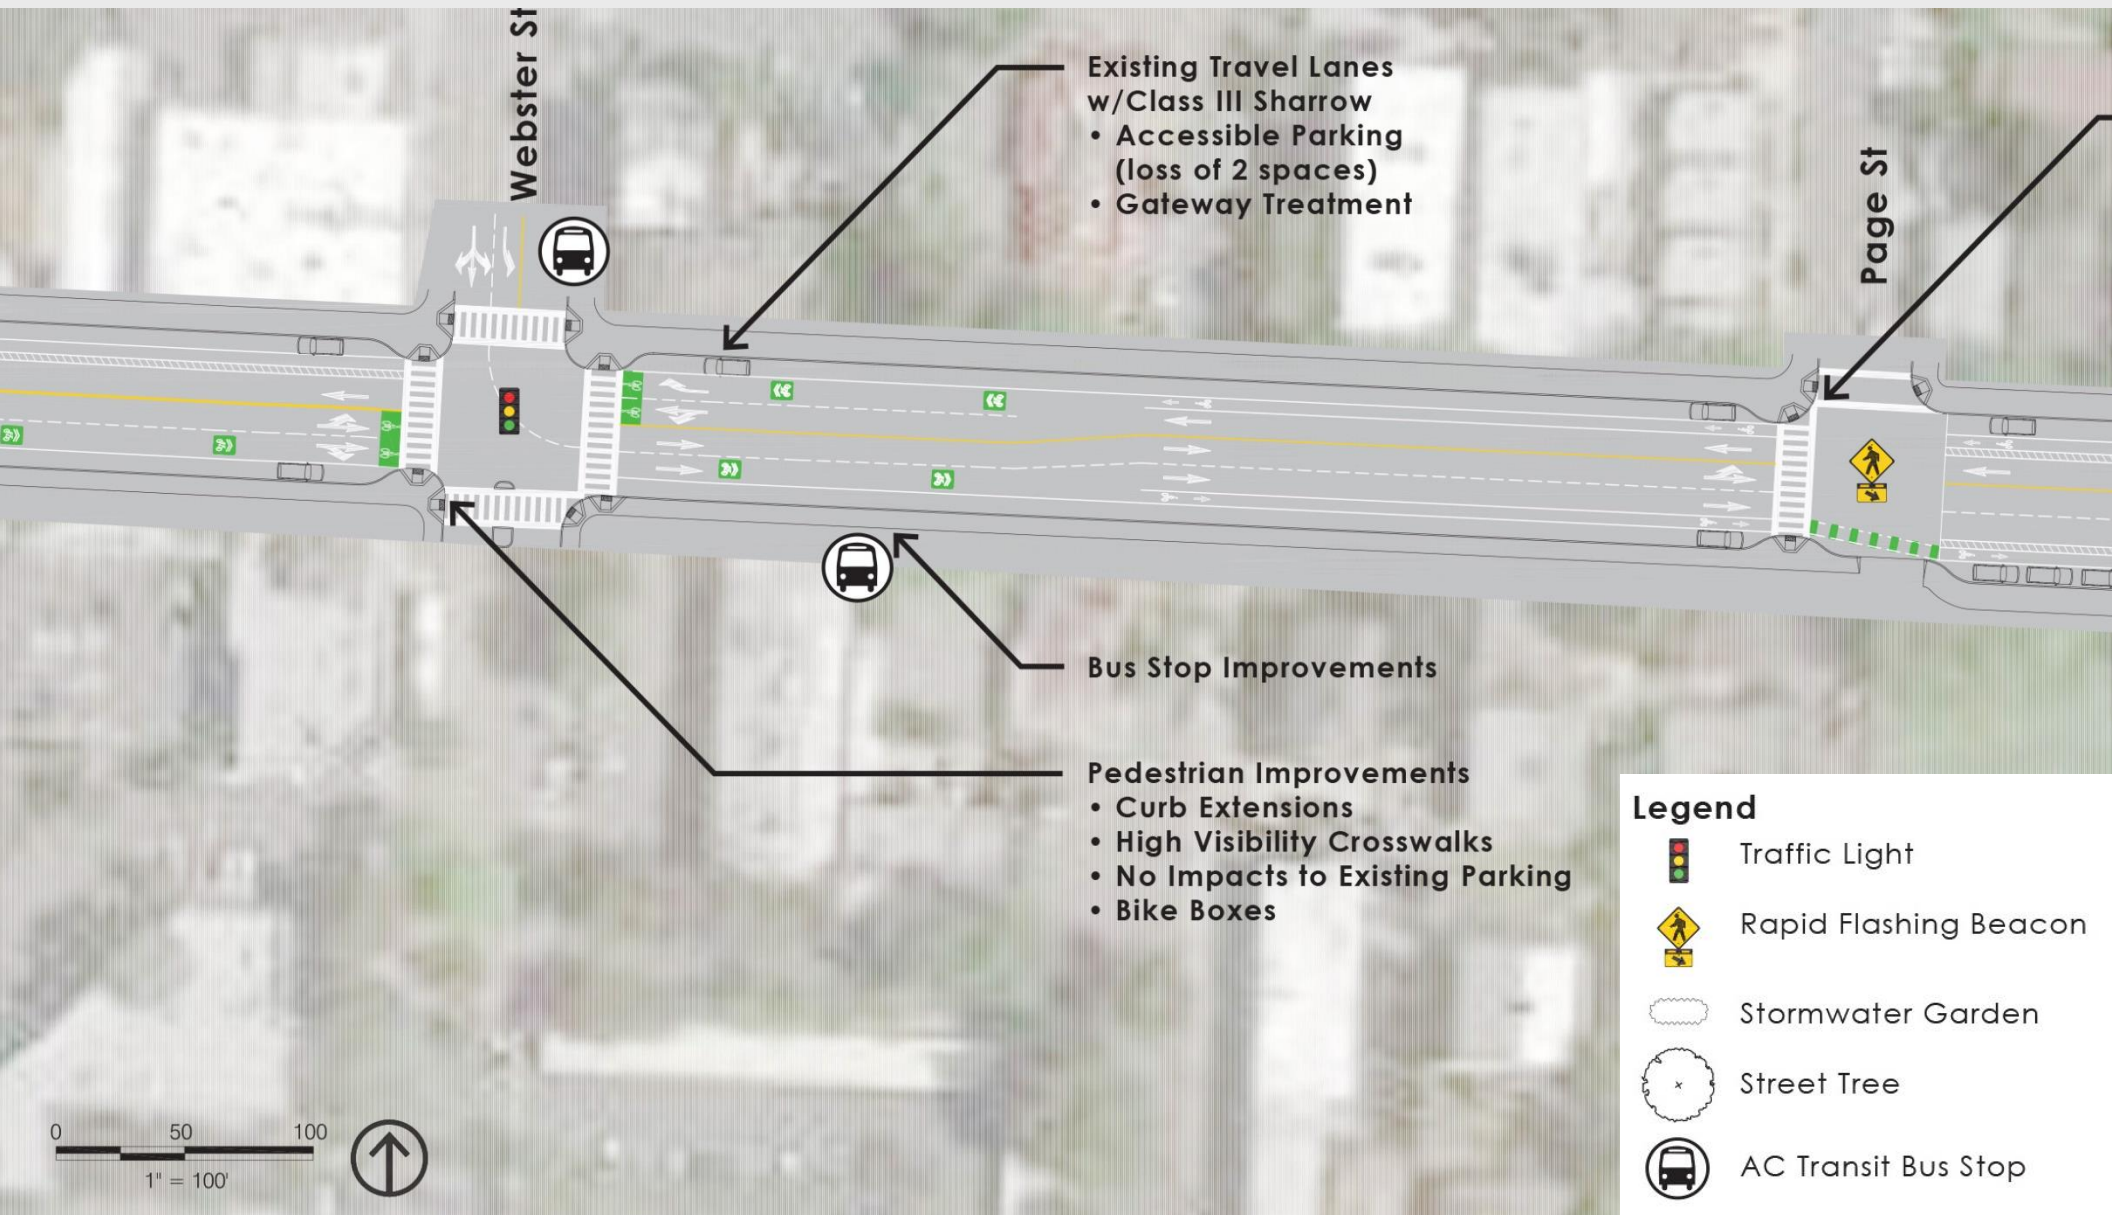 Webster St
Existing Travel Lanes
w/Class III Sharrow
• Accessible Parking
(loss of 2 spaces)
• Gateway Treatment
Page St
Bus Stop Improvements
Pedestrian Improvements
• Curb Extensions
• High Visibility Crosswalks
• No Impacts to Existing Parking
• Bike Boxes
Legend
Traffic Light
Rapid Flashing Beacon
Stormwater Garden
Street Tree
AC Transit Bus Stop
0 50 100
1" = 100'